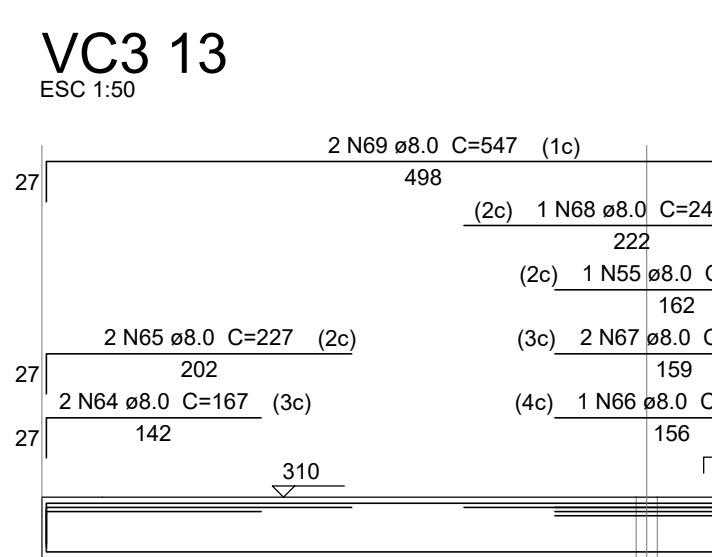 VC3 13
ESC 1:50
2 N69 ø8.0 C=547 (1c)
27
498
(2c) 1 N68 ø8.0 C=24
222
(2c) 1 N55 ø8.0
162
2 N65 ø8.0 C=227 (2c)
(3c) 2 N67 ø8.0
27
202
159
2 N64 ø8.0 C=167 (3c)
(4c) 1 N66 ø8.0 C
27
142
156
310